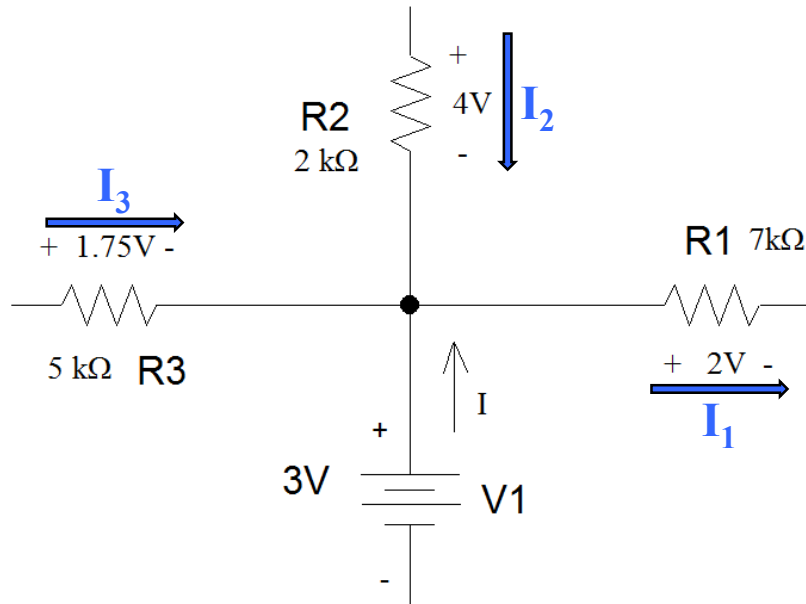 +
R2 4V I₂
2 kΩ -
I₃
+ 1.75V -
R1 7kΩ
5 kΩ R3
+ 2V -
I
I₁
+
3V V1
-